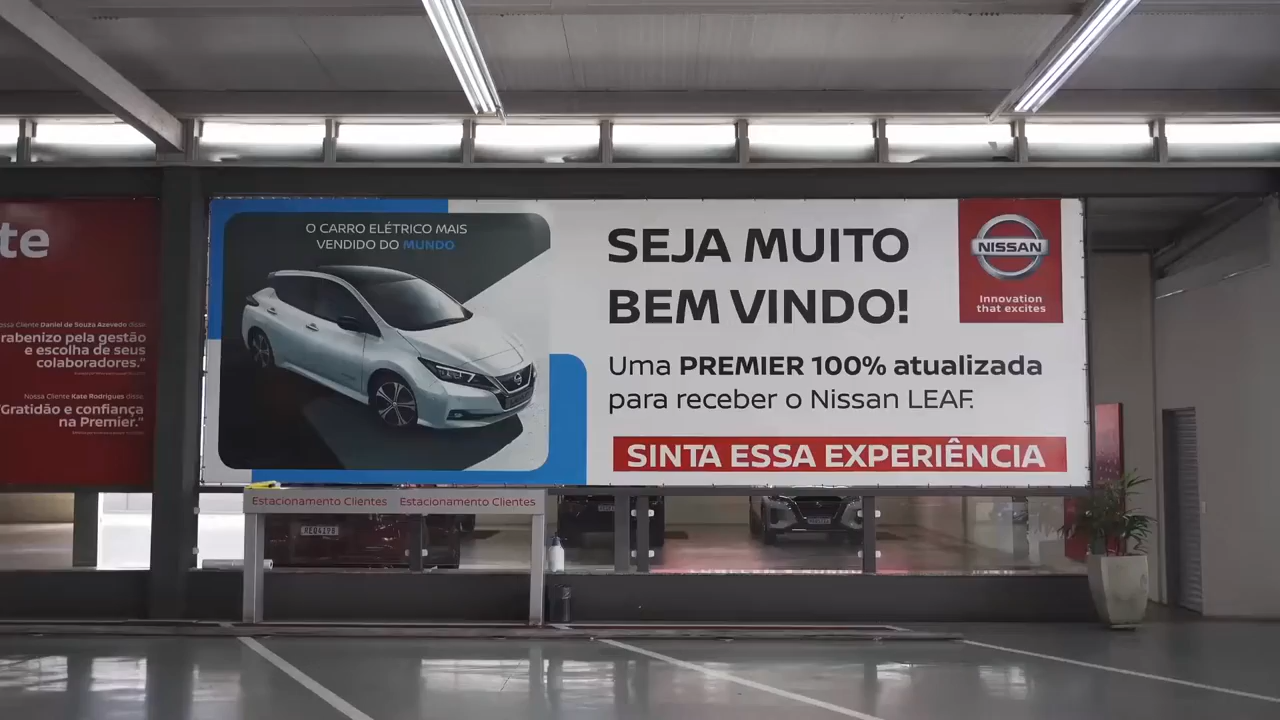 te
Nossa Cliente Daniel de Souza Azevedo disse
rabenizo pela gestão
e escolha de seus
colaboradores."
Nossa Cliente Kate Rodrigues disse
"Gratidão e confiança
na Premier."
O CARRO ELÉTRICO MAIS
VENDIDO DO MUNDO
SEJA MUITO
BEM VINDO!
Uma PREMIER 100% atualizada
para receber o Nissan LEAF.
SINTA ESSA EXPERIÊNCIA
NISSAN
Innovation
that excites
Estacionamento Clientes Estacionamento Clientes